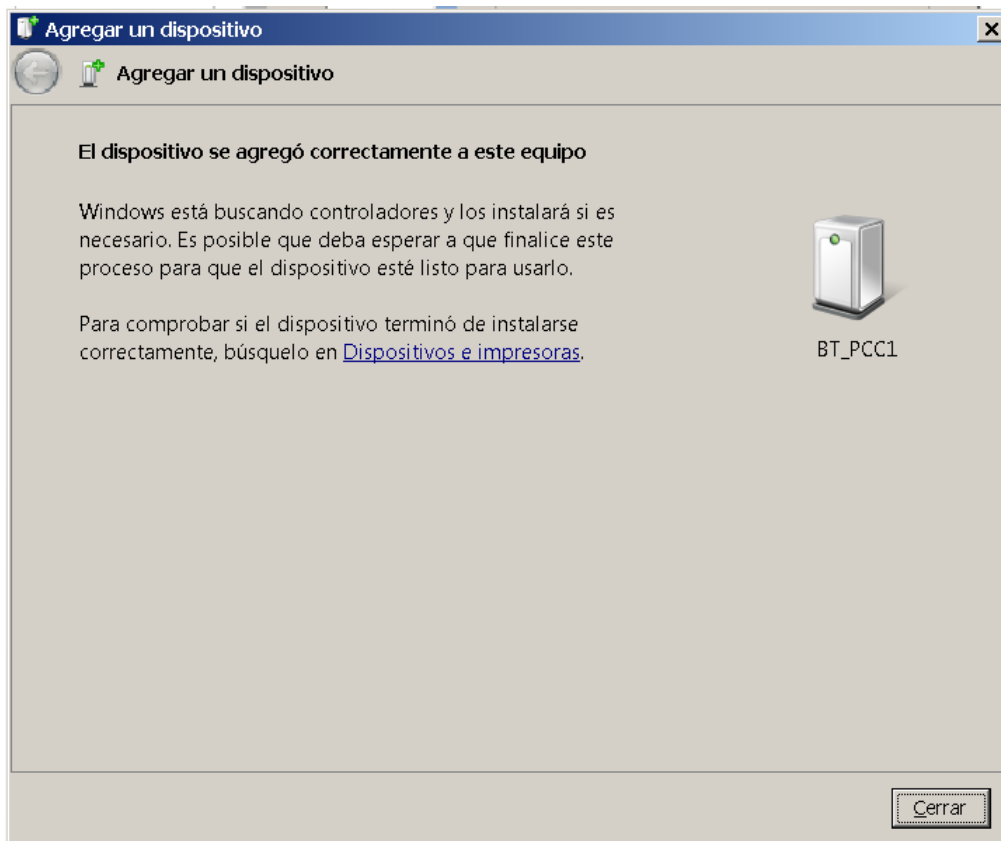 Agregar un dispositivo
Agregar un dispositivo
El dispositivo se agregó correctamente a este equipo
Windows está buscando controladores y los instalará si es
necesario. Es posible que deba esperar a que finalice este
proceso para que el dispositivo esté listo para usarlo.
Para comprobar si el dispositivo terminó de instalarse
correctamente, búsquelo en Dispositivos e impresoras.
BT_PCC1
Cerrar